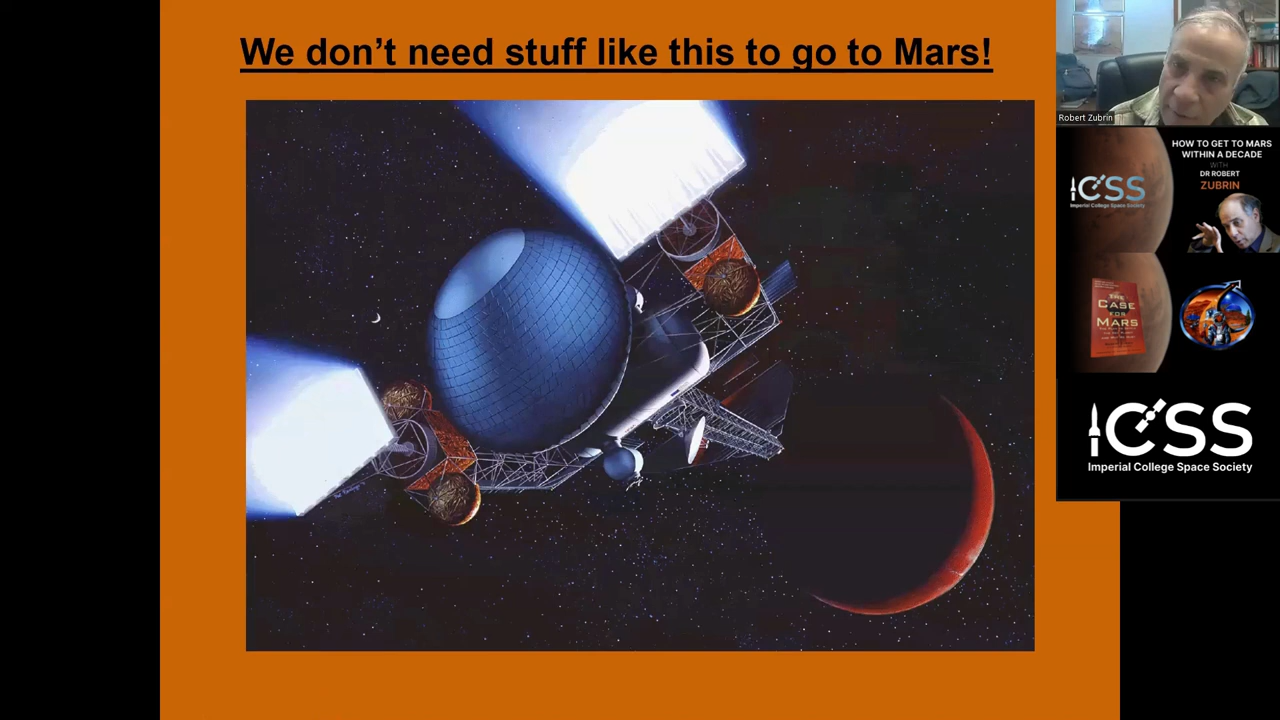 We don't need stuff like this to go to Mars!
Robert Zubrin
HOW TO GET TO MARS
WITHIN A DECADE
WITH
DR ROBERT
ZUBRIN
ICSS
Imperial College Space Society
THE
CASE
FOR
MARS
ICSS
Imperial College Space Society